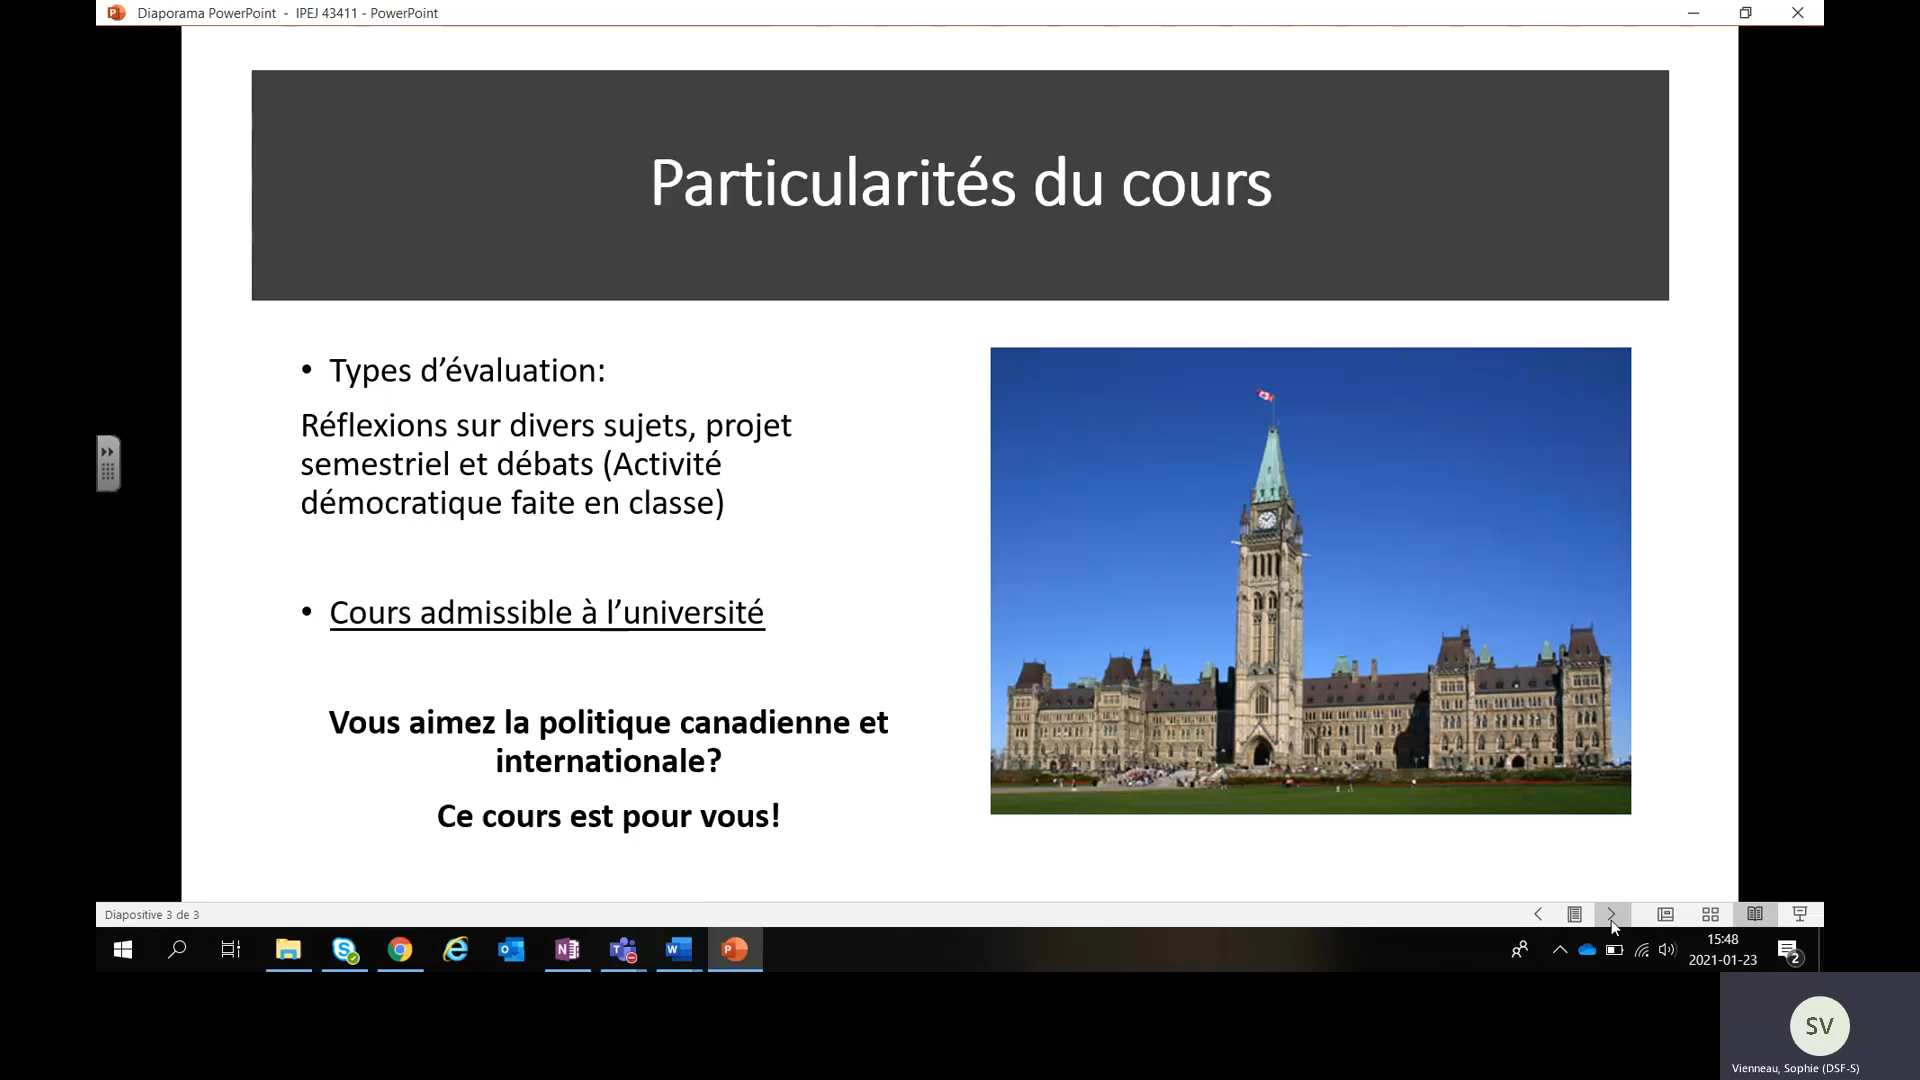 Diaporama PowerPoint - IPEJ 43411 - PowerPoint
Particularités du cours
• Types d’évaluation:
Réflexions sur divers sujets, projet
semestriel et débats (Activité
démocratique faite en classe)
• Cours admissible à l’université
Vous aimez la politique canadienne et
internationale?
Ce cours est pour vous!
Diapositive 3 de 3
15:48
2021-01-23
2
SV
Vienneau, Sophie (DSF-S)